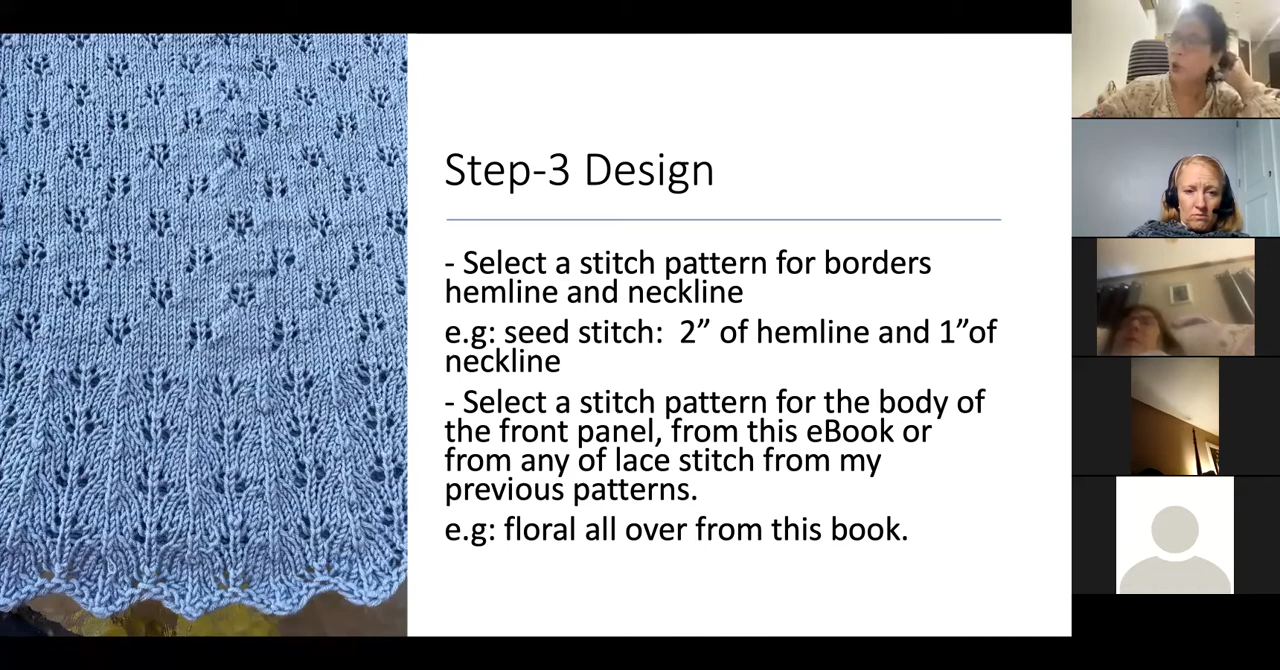 Step-3 Design
- Select a stitch pattern for borders
hemline and neckline
e.g: seed stitch:  2” of hemline and 1”of
neckline
- Select a stitch pattern for the body of
the front panel, from this eBook or
from any of lace stitch from my
previous patterns.
e.g: floral all over from this book.